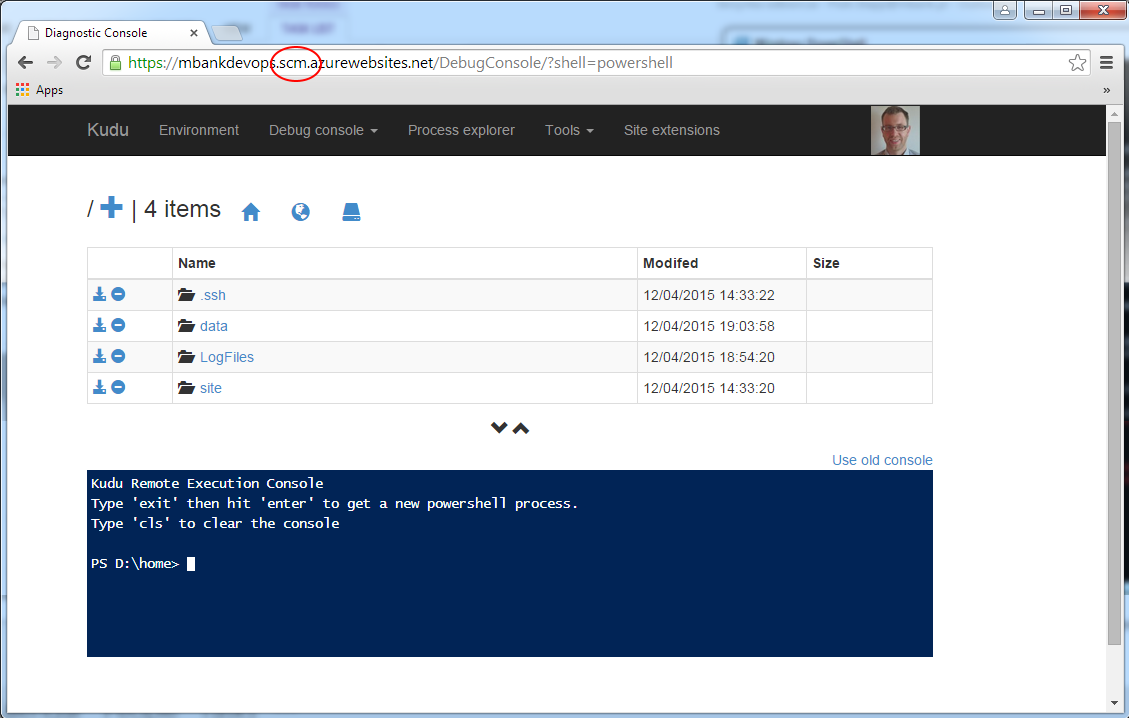 Diagnostic Console
https://mbankdevops.scm.azurewebsites.net/DebugConsole/?shell=powershell
Apps
»
Kudu Environment Debug console Process explorer Tools Site extensions
/ + | 4 items
Name Modifed Size
.ssh 12/04/2015 14:33:22
data 12/04/2015 19:03:58
LogFiles 12/04/2015 18:54:20
site 12/04/2015 14:33:20
Use old console
Kudu Remote Execution Console
Type 'exit' then hit 'enter' to get a new powershell process.
Type 'cls' to clear the console
PS D:\home>